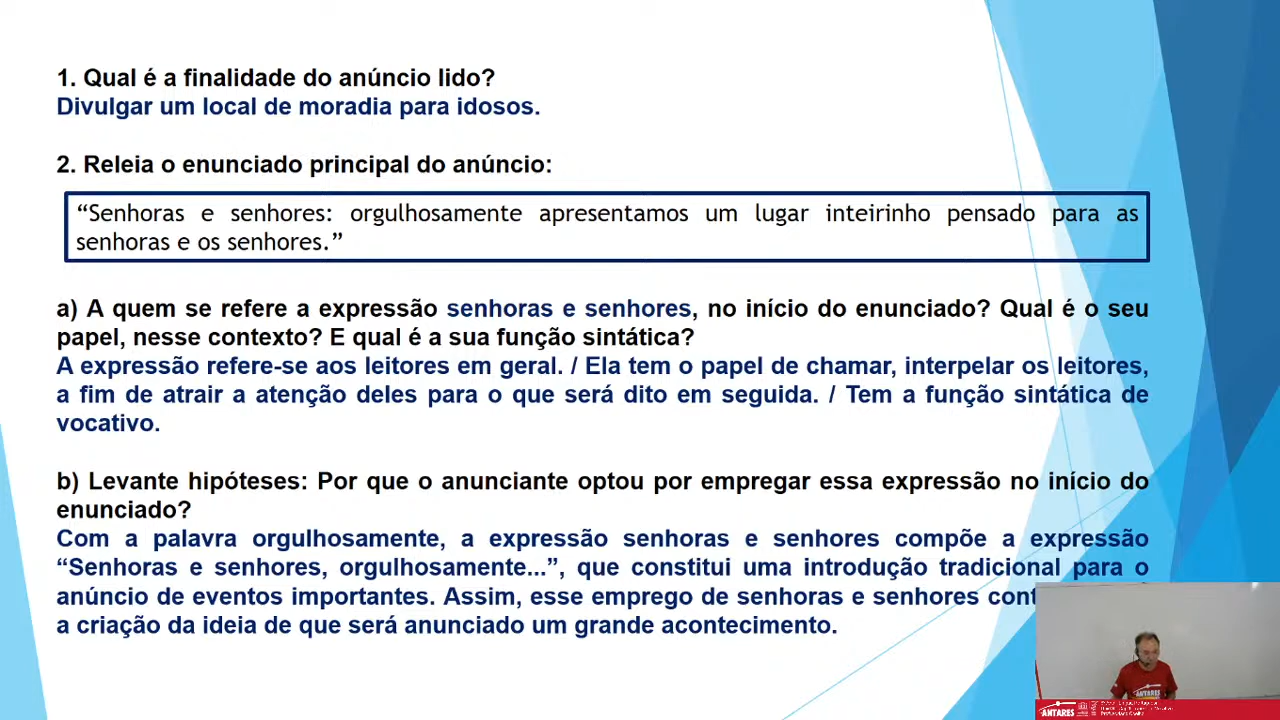 1. Qual é a finalidade do anúncio lido?
Divulgar um local de moradia para idosos.
2. Releia o enunciado principal do anúncio:
“Senhoras e senhores: orgulhosamente apresentamos um lugar inteirinho pensado para as
senhoras e os senhores.”
a) A quem se refere a expressão senhoras e senhores, no início do enunciado? Qual é o seu
papel, nesse contexto? E qual é a sua função sintática?
A expressão refere-se aos leitores em geral. / Ela tem o papel de chamar, interpelar os leitores,
a fim de atrair a atenção deles para o que será dito em seguida. / Tem a função sintática de
vocativo.
b) Levante hipóteses: Por que o anunciante optou por empregar essa expressão no início do
enunciado?
Com a palavra orgulhosamente, a expressão senhoras e senhores compõe a expressão
“Senhoras e senhores, orgulhosamente...”, que constitui uma introdução tradicional para o
anúncio de eventos importantes. Assim, esse emprego de senhoras e senhores
a criação da ideia de que será anunciado um grande acontecimento.
ANTARES
ANTARES